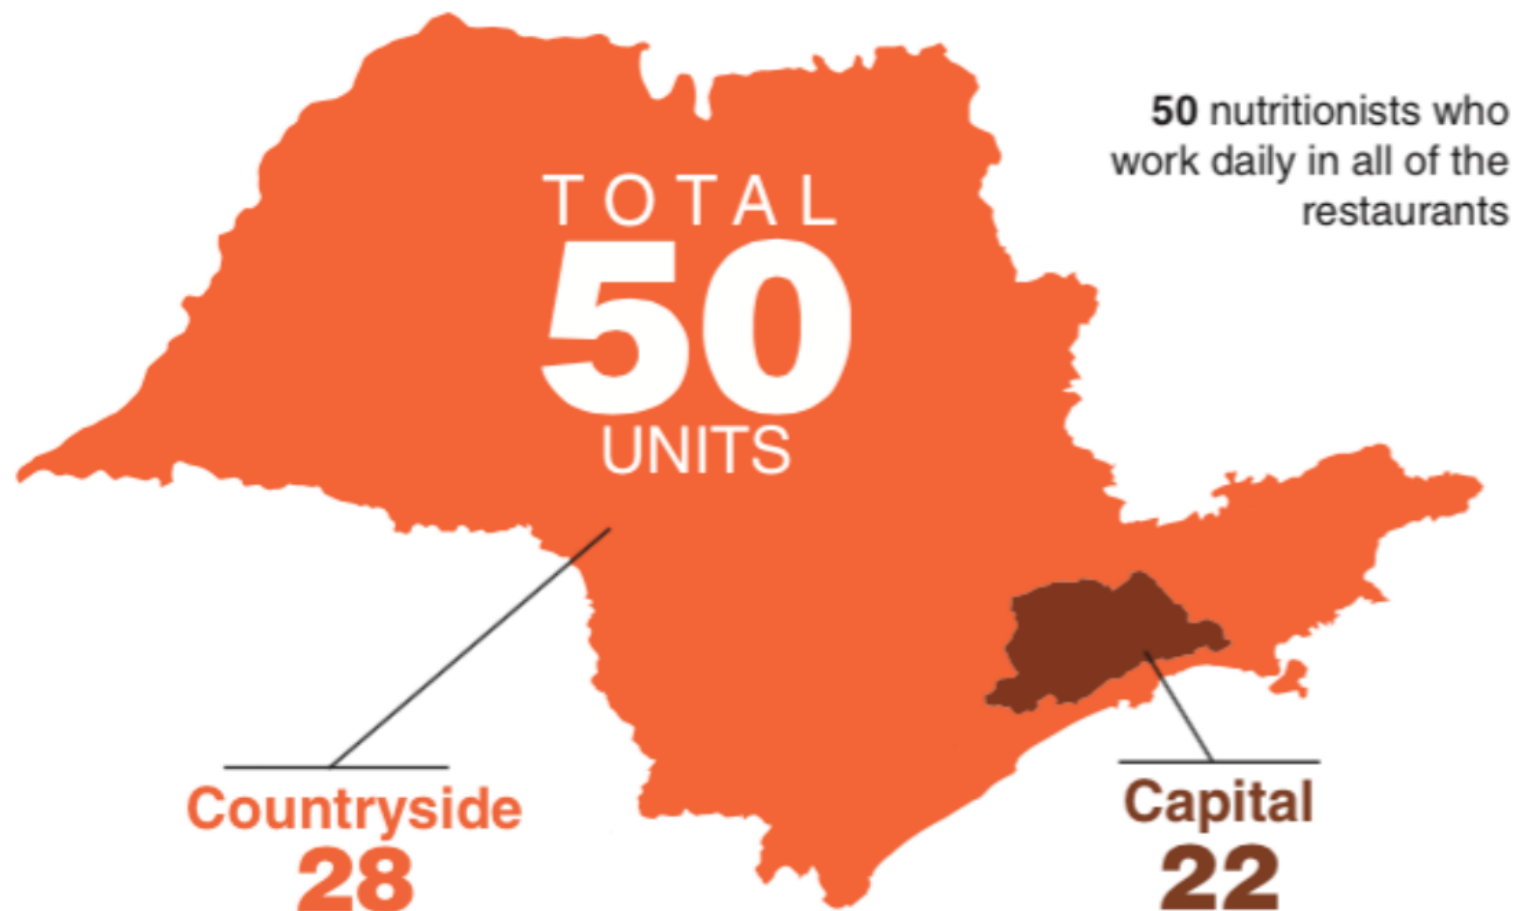 50 nutritionists who
work daily in all of the
restaurants
TOTAL
50
UNITS
Countryside
28
Capital
22